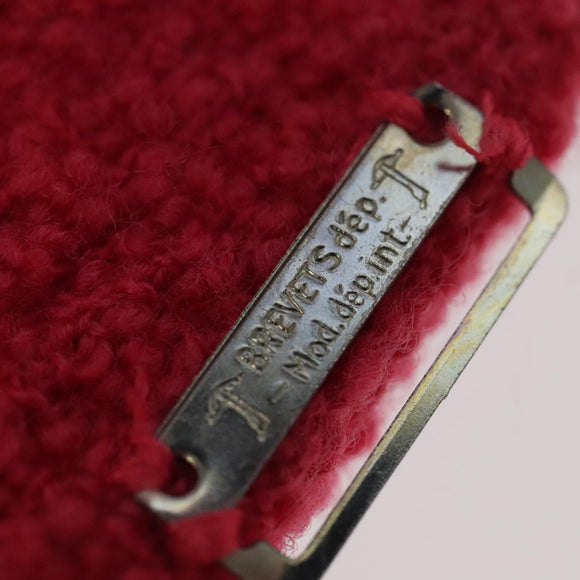 BREVETS dép.
- Mod. dép. int. -